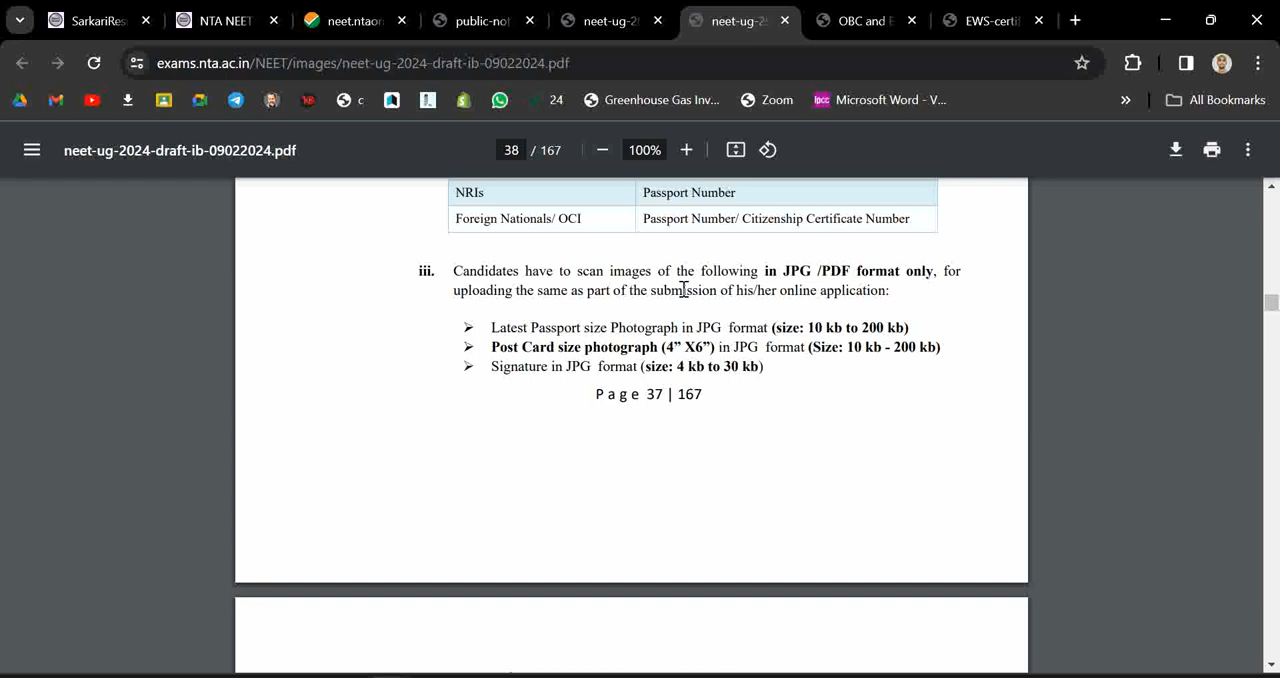 SarkariRes
NTA NEET
neet.ntaon
public-not
neet-ug-2
neet-ug-2
OBC and E
EWS-certif
exams.nta.ac.in/NEET/images/neet-ug-2024-draft-ib-09022024.pdf
c
24
Greenhouse Gas Inv...
Zoom
ipcc
Microsoft Word - V...
»
All Bookmarks
neet-ug-2024-draft-ib-09022024.pdf
38 / 167
100%
NRIs
Passport Number
Foreign Nationals/ OCI
Passport Number/ Citizenship Certificate Number
iii. Candidates have to scan images of the following in JPG /PDF format only, for
uploading the same as part of the submission of his/her online application:
➢ Latest Passport size Photograph in JPG format (size: 10 kb to 200 kb)
➢ Post Card size photograph (4” X6”) in JPG format (Size: 10 kb - 200 kb)
➢ Signature in JPG format (size: 4 kb to 30 kb)
P a g e 37 | 167